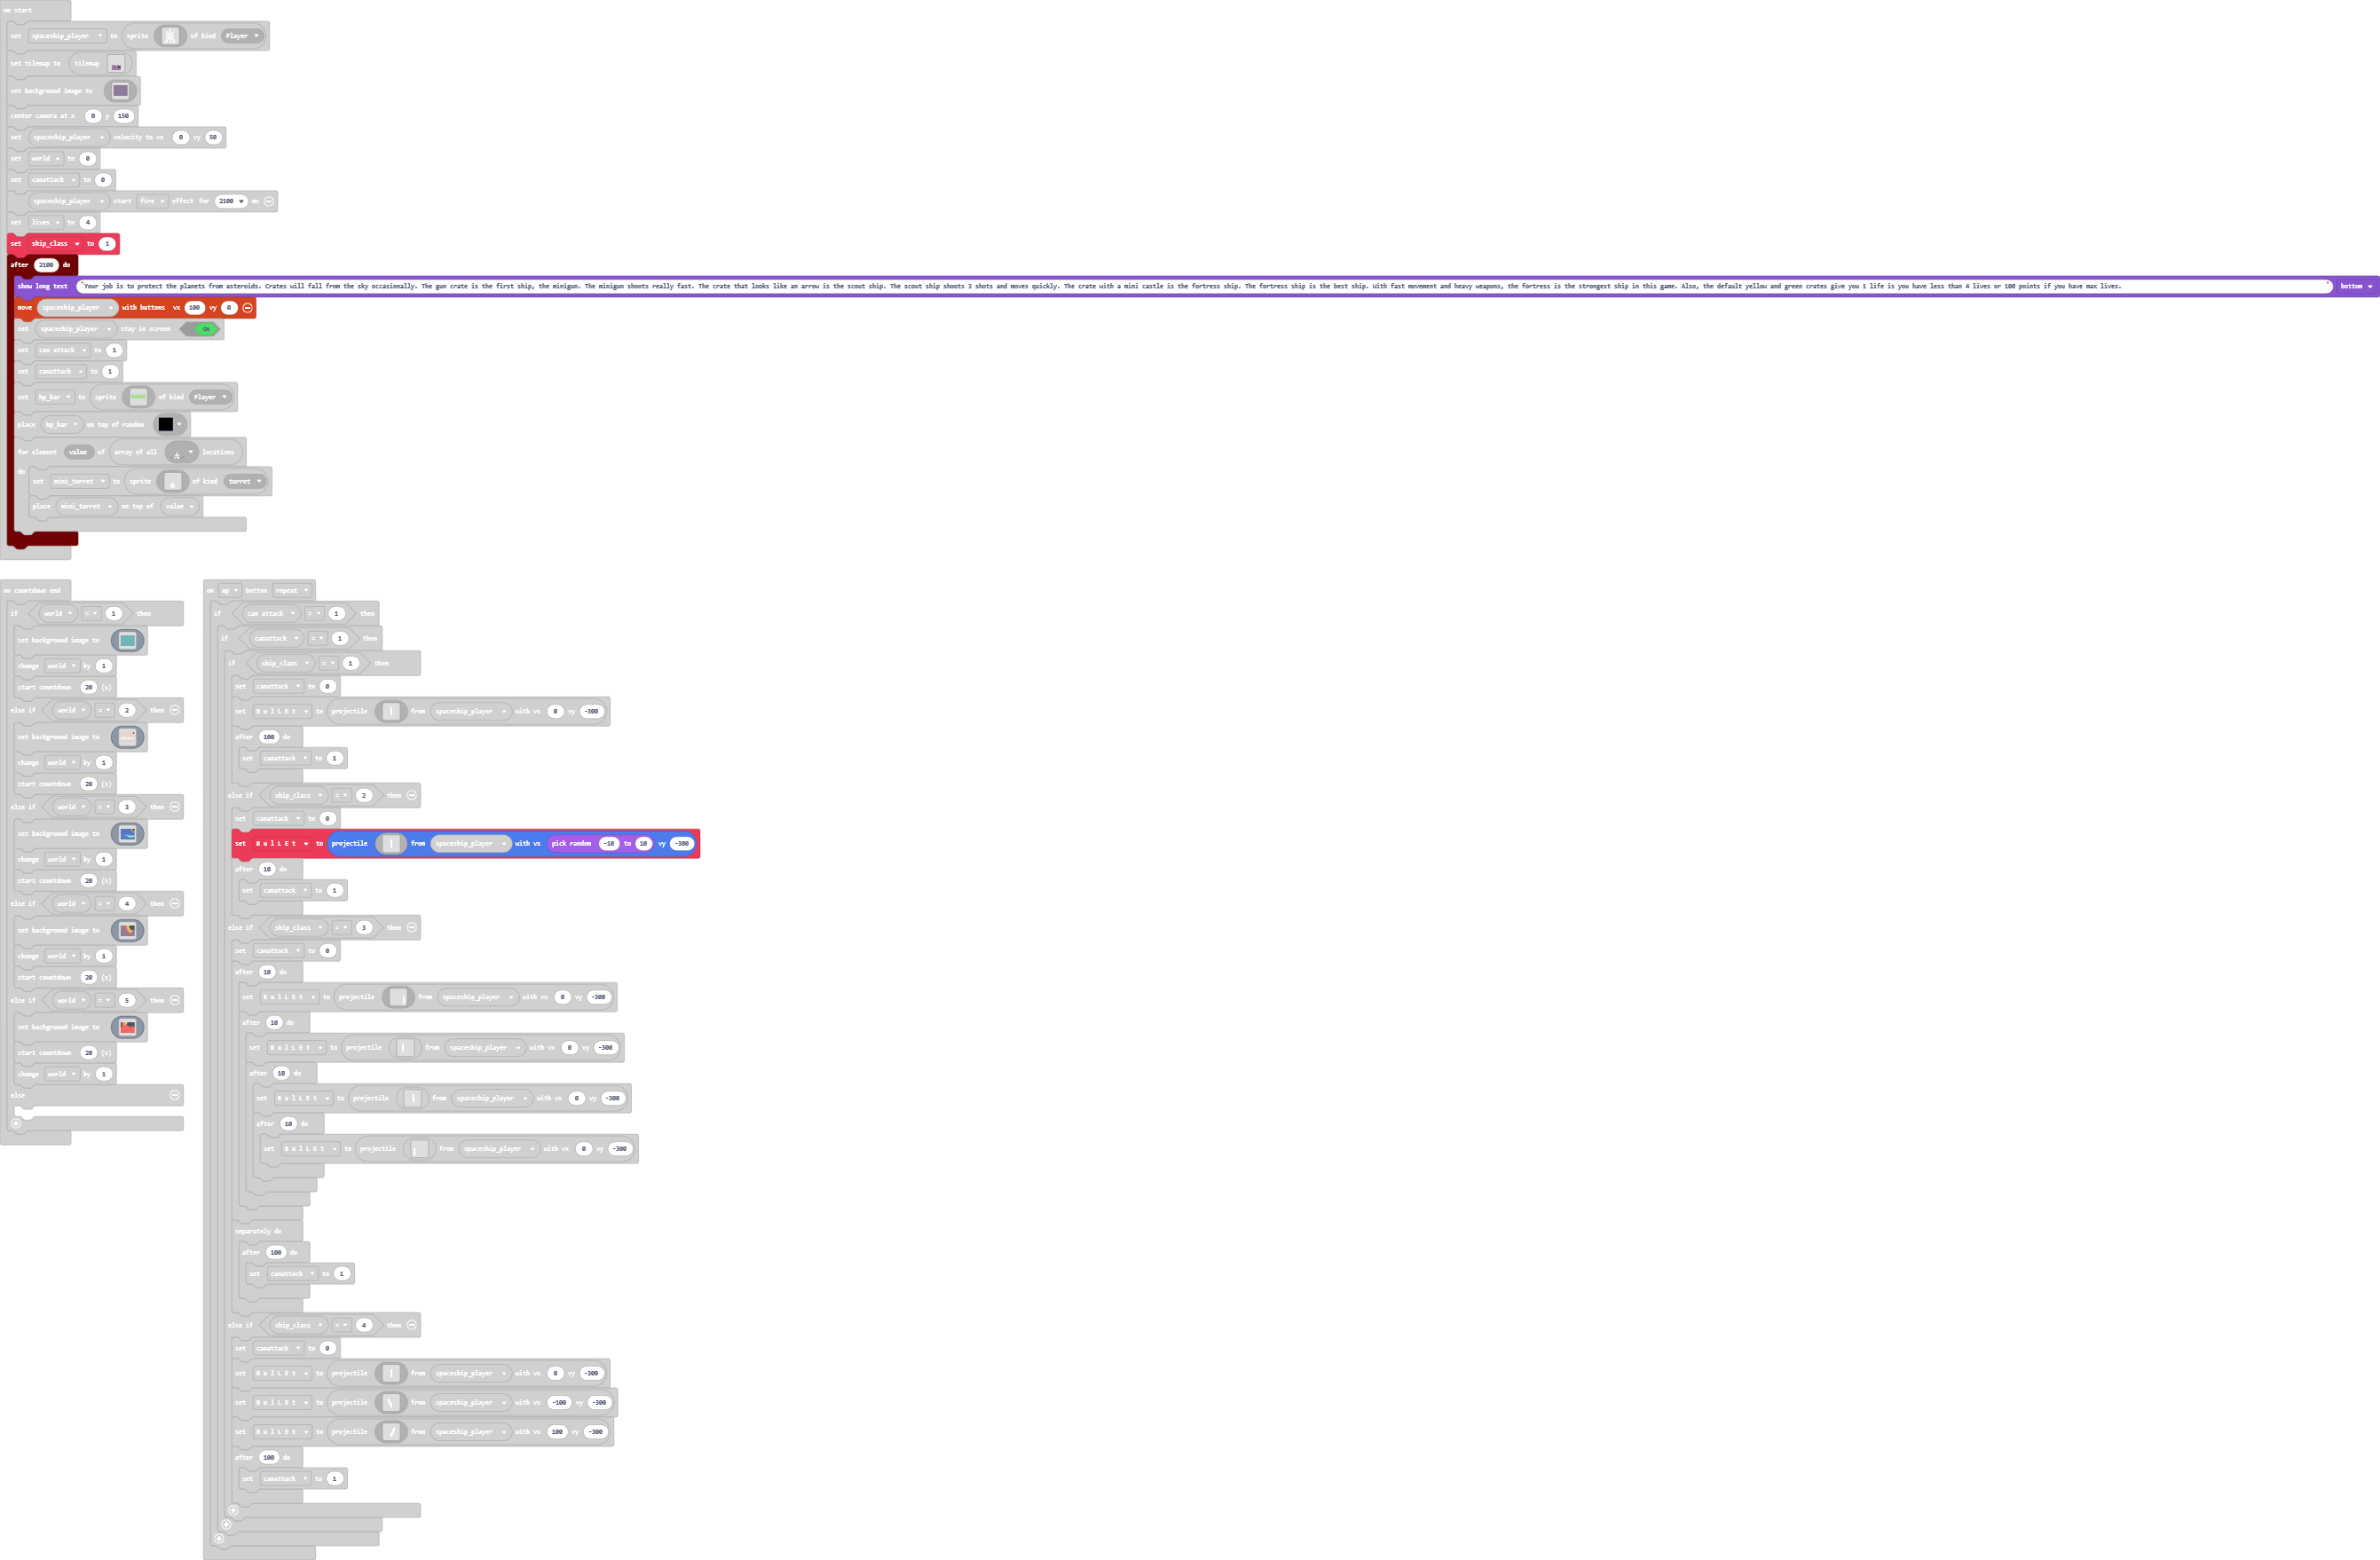 on start
set spaceship_player to sprite of kind Player
set tilemap to tilemap
set background image to
center camera at x 0 y 150
set spaceship_player velocity to vx 0 vy 50
set world to 0
set canattack to 0
spaceship_player start fire effect for 2100 ms
set lives to 4
set ship_class to 1
after 2100 do
show long text "Your job is to protect the planets from asteroids. Crates will fall from the sky occasionally. The gun crate is the first ship, the minigun. The minigun shoots really fast. The crate that looks like an arrow is the scout ship. The scout ship shoots 3 shots and moves quickly. The crate with a mini castle is the fortress ship. The fortress ship is the best ship. With fast movement and heavy weapons, the fortress is the strongest ship in this game. Also, the default yellow and green crates give you 1 life is you have less than 4 lives or 100 points if you have max lives. " bottom
move spaceship_player with buttons vx 100 vy 0
set spaceship_player stay in screen On
set can attack to 1
set canattack to 1
set hp_bar to sprite of kind Player
place hp_bar on top of random
for element value of array of all locations
do
set mini_turret to sprite of kind turret
place mini_turret on top of value
on countdown end
if world = 1 then
set background image to
change world by 1
start countdown 20 (s)
else if world = 2 then
set background image to
change world by 1
start countdown 20 (s)
else if world = 3 then
set background image to
change world by 1
start countdown 20 (s)
else if world = 4 then
set background image to
change world by 1
start countdown 20 (s)
else if world = 5 then
set background image to
start countdown 20 (s)
change world by 1
else
on up button repeat
if can attack = 1 then
if canattack = 1 then
if ship_class = 1 then
set canattack to 0
set B u l L E t to projectile from spaceship_player with vx 0 vy -300
after 100 do
set canattack to 1
else if ship_class = 2 then
set canattack to 0
set B u l L E t to projectile from spaceship_player with vx pick random -10 to 10 vy -300
after 10 do
set canattack to 1
else if ship_class = 3 then
set canattack to 0
after 10 do
set B u l L E t to projectile from spaceship_player with vx 0 vy -300
after 10 do
set B u l L E t to projectile from spaceship_player with vx 0 vy -300
after 10 do
set B u l L E t to projectile from spaceship_player with vx 0 vy -300
after 10 do
set B u l L E t to projectile from spaceship_player with vx 0 vy -300
separately do
after 100 do
set canattack to 1
else if ship_class = 4 then
set canattack to 0
set B u l L E t to projectile from spaceship_player with vx 0 vy -300
set B u l L E t to projectile from spaceship_player with vx -100 vy -300
set B u l L E t to projectile from spaceship_player with vx 100 vy -300
after 100 do
set canattack to 1